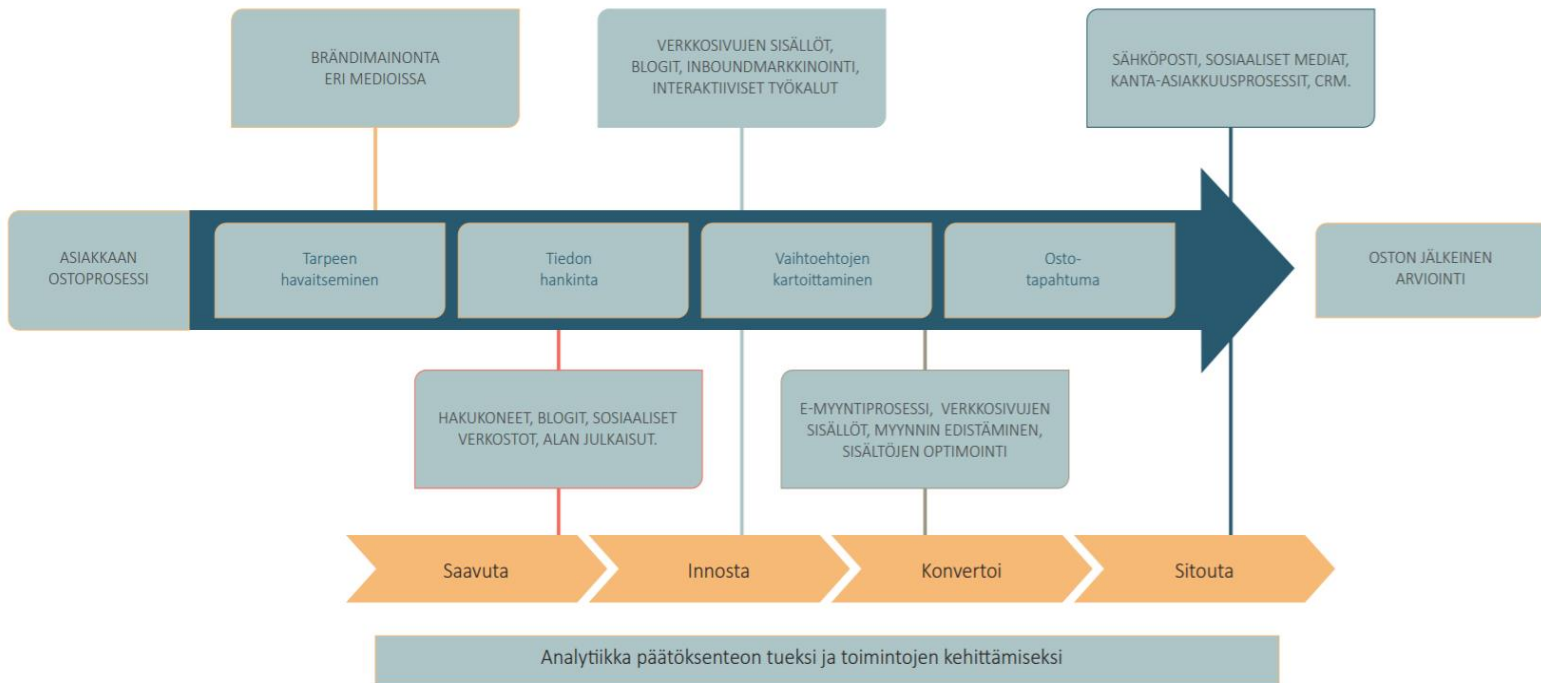 BRÄNDIMAINONTA
ERI MEDIOISSA
VERKKOSIVUJEN SISÄLLÖT,
BLOGIT, INBOUNDMARKKINOINTI,
INTERAKTIIVISET TYÖKALUT
SÄHKÖPOSTI, SOSIAALISET MEDIAT,
KANTA-ASIAKKUUSPROSESSIT, CRM.
ASIAKKAAN
OSTOPROSESSI
Tarpeen
havaitseminen
Tiedon
hankinta
Vaihtoehtojen
kartoittaminen
Osto-
tapahtuma
OSTON JÄLKEINEN
ARVIOINTI
HAKUKONEET, BLOGIT, SOSIAALISET
VERKOSTOT, ALAN JULKAISUT.
E-MYYNTIPROSESSI, VERKKOSIVUJEN
SISÄLLÖT, MYYNNIN EDISTÄMINEN,
SISÄLTÖJEN OPTIMOINTI
Saavuta
Innosta
Konvertoi
Sitouta
Analytiikka päätöksenteon tueksi ja toimintojen kehittämiseksi